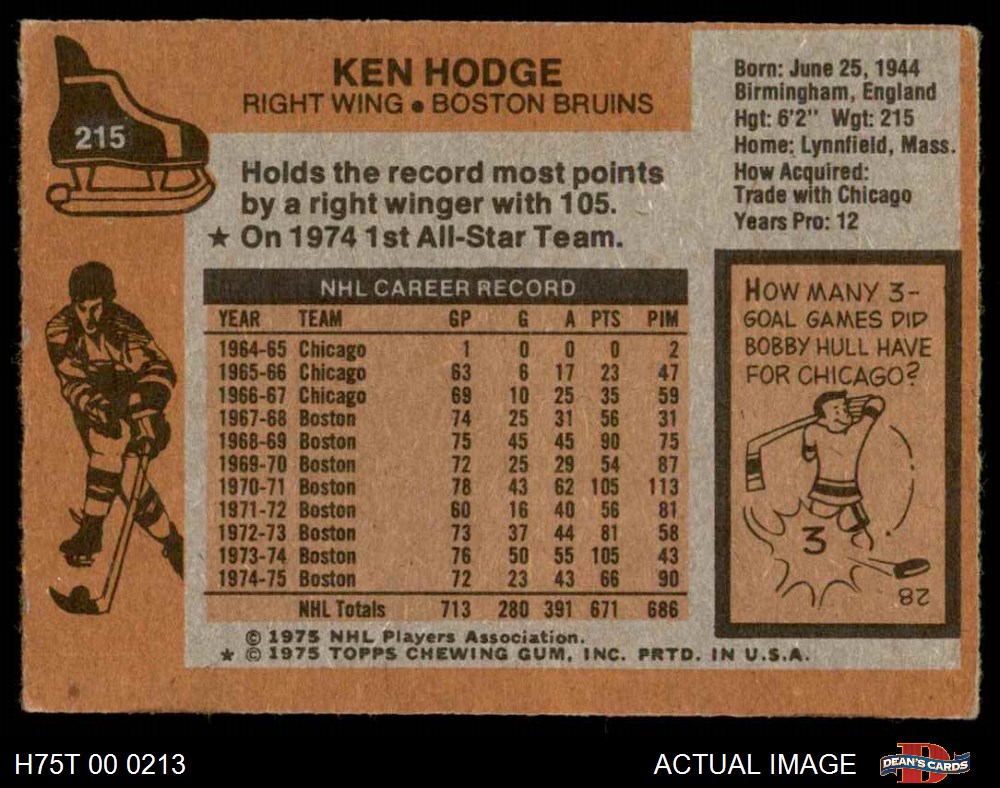 215
KEN HODGE
RIGHT WING • BOSTON BRUINS
Holds the record most points
by a right winger with 105.
★ On 1974 1st All-Star Team.
Born: June 25, 1944
Birmingham, England
Hgt: 6'2" Wgt: 215
Home: Lynnfield, Mass.
How Acquired:
Trade with Chicago
Years Pro: 12
NHL CAREER RECORD
YEAR TEAM GP G A PTS PIM
1964-65 Chicago 1 0 0 0 2
1965-66 Chicago 63 6 17 23 47
1966-67 Chicago 69 10 25 35 59
1967-68 Boston 74 25 31 56 31
1968-69 Boston 75 45 45 90 75
1969-70 Boston 72 25 29 54 87
1970-71 Boston 78 43 62 105 113
1971-72 Boston 60 16 40 56 81
1972-73 Boston 73 37 44 81 58
1973-74 Boston 76 50 55 105 43
1974-75 Boston 72 23 43 66 90
NHL Totals 713 280 391 671 686
© 1975 NHL Players Association.
★ © 1975 TOPPS CHEWING GUM, INC. PRTD. IN U.S.A.
HOW MANY 3-
GOAL GAMES DID
BOBBY HULL HAVE
FOR CHICAGO?
3
28
H75T 00 0213
ACTUAL IMAGE
D
DEAN'S CARDS